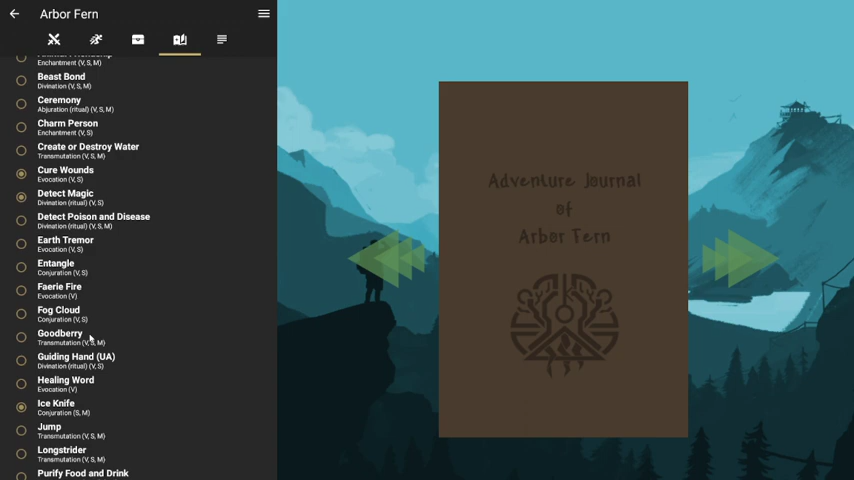 Arbor Fern
Enchantment (V, S, M)
Beast Bond
Divination (V, S, M)
Ceremony
Abjuration (ritual) (V, S, M)
Charm Person
Enchantment (V, S)
Create or Destroy Water
Transmutation (V, S, M)
Cure Wounds
Evocation (V, S)
Detect Magic
Divination (ritual) (V, S)
Detect Poison and Disease
Divination (ritual) (V, S, M)
Earth Tremor
Evocation (V, S)
Entangle
Conjuration (V, S)
Faerie Fire
Evocation (V)
Fog Cloud
Conjuration (V, S)
Goodberry
Transmutation (V, S, M)
Guiding Hand (UA)
Divination (ritual) (V, S)
Healing Word
Evocation (V)
Ice Knife
Conjuration (S, M)
Jump
Transmutation (V, S, M)
Longstrider
Transmutation (V, S, M)
Purify Food and Drink
Adventure Journal
of
Arbor Fern